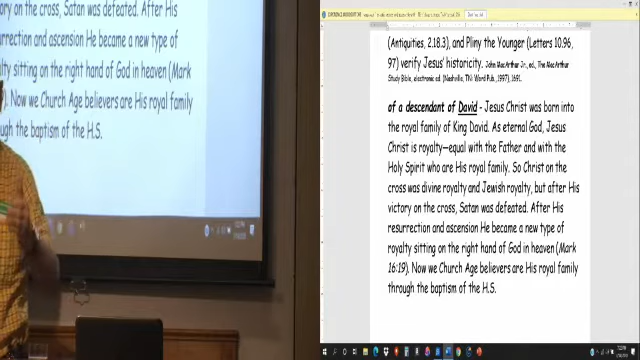 ctory on the cross, Satan was defeated. After His
urrection and ascension He became a new type of
alty sitting on the right hand of God in heaven (Mark
). Now we Church Age believers are His royal family
ough the baptism of the H.S.
(Antiquities, 2.18.3), and Pliny the Younger (Letters 10.96,
97) verify Jesus' historicity. John MacArthur Jr., ed., The MacArthur
Study Bible, electronic ed. (Nashville, TN: Word Pub., 1997), 1691.
of a descendant of David - Jesus Christ was born into
the royal family of King David. As eternal God, Jesus
Christ is royalty—equal with the Father and with the
Holy Spirit who are His royal family. So Christ on the
cross was divine royalty and Jewish royalty, but after His
victory on the cross, Satan was defeated. After His
resurrection and ascension He became a new type of
royalty sitting on the right hand of God in heaven (Mark
16:19). Now we Church Age believers are His royal family
through the baptism of the H.S.